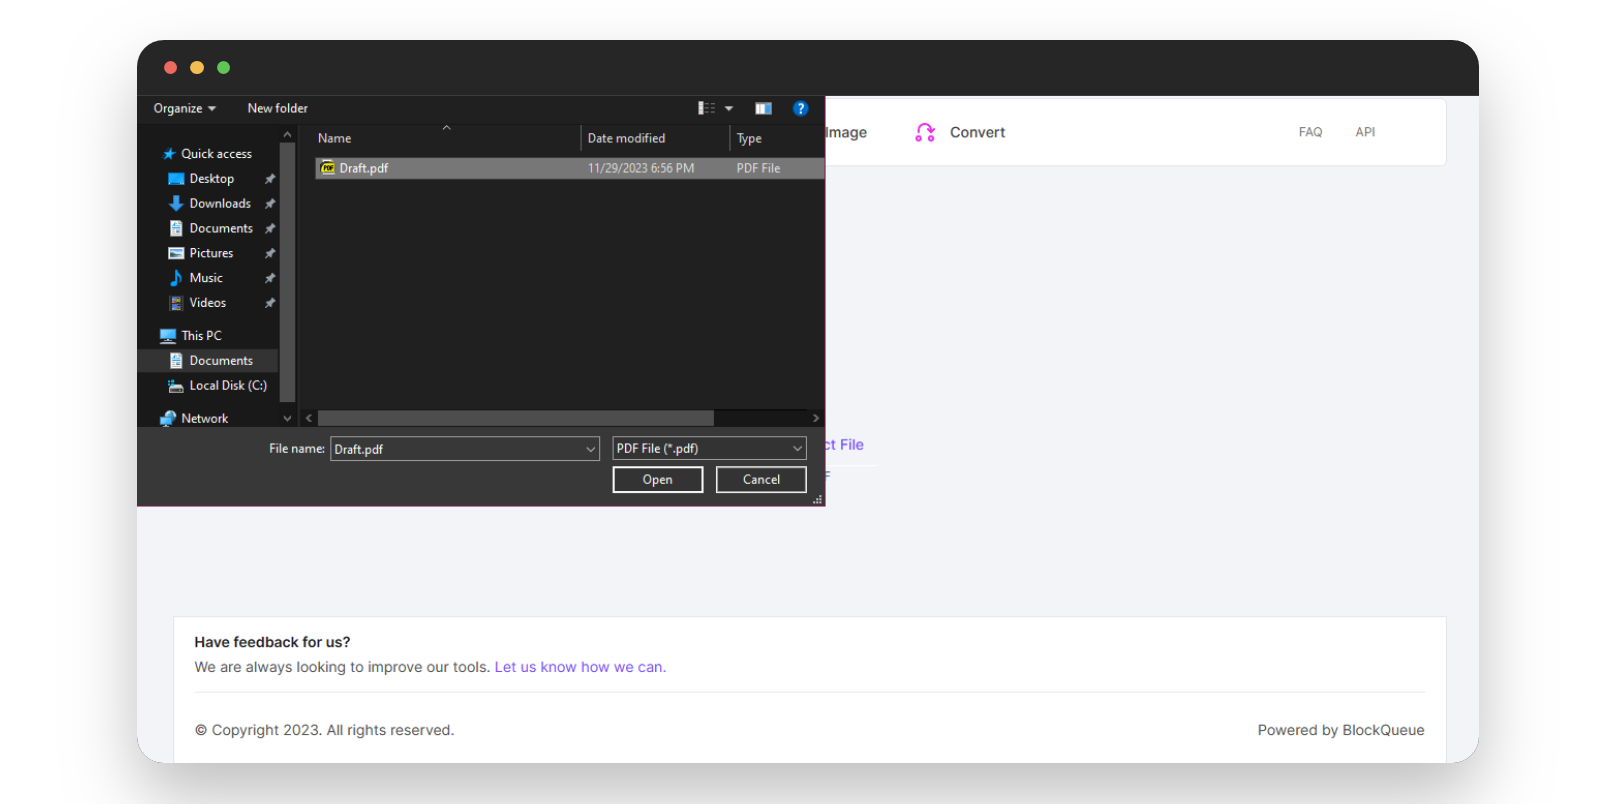 Organize
New folder
?
Image
Convert
FAQ
API
Name
Date modified
Type
Quick access
Draft.pdf
11/29/2023 6:56 PM
PDF File
Desktop
Downloads
Documents
Pictures
Music
Videos
This PC
Documents
Local Disk (C:)
Network
File name:
Draft.pdf
PDF File (*.pdf)
ct File
F
Open
Cancel
Have feedback for us?
We are always looking to improve our tools. Let us know how we can.
© Copyright 2023. All rights reserved.
Powered by BlockQueue